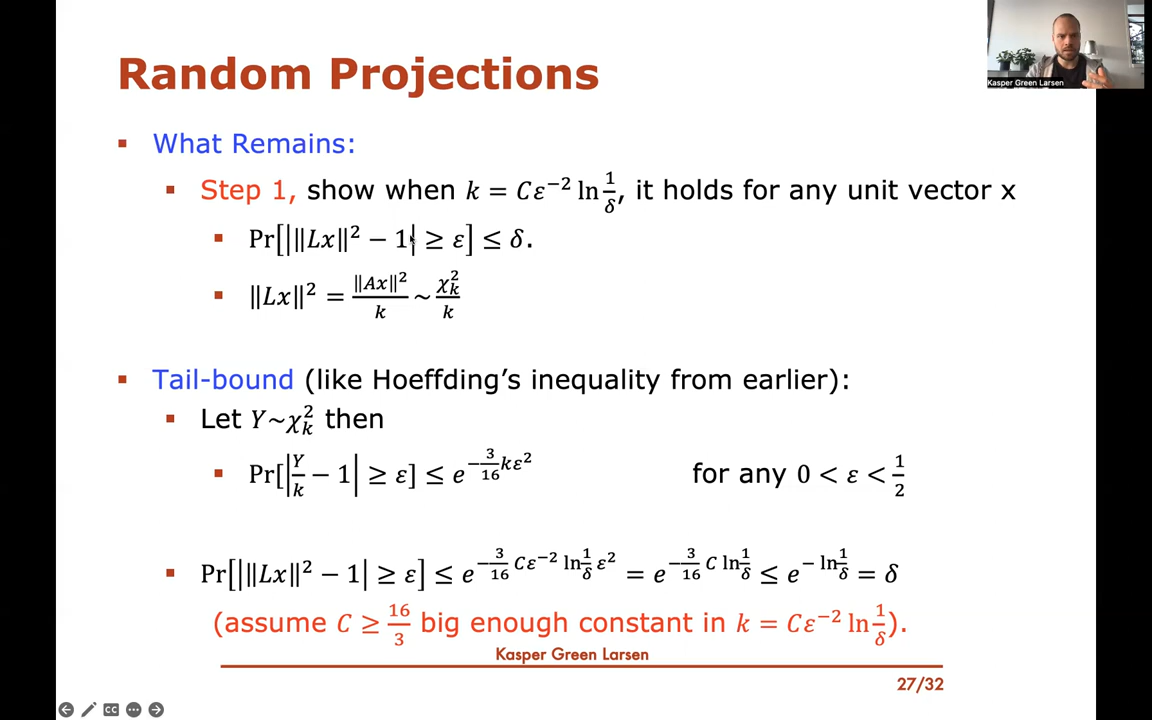 Random Projections
Kasper Green Larsen
▪ What Remains:
▪ Step 1, show when k = Cε⁻² ln 1/δ, it holds for any unit vector x
▪ Pr[|‖Lx‖² − 1| ≥ ε] ≤ δ.
▪ ‖Lx‖² = ‖Ax‖²/k ~ χ²ₖ/k
▪ Tail-bound (like Hoeffding's inequality from earlier):
▪ Let Y~χ²ₖ then
▪ Pr[|Y/k − 1| ≥ ε] ≤ e^(−3/16 kε²) for any 0 < ε < 1/2
▪ Pr[|‖Lx‖² − 1| ≥ ε] ≤ e^(−3/16 Cε⁻² ln 1/δ ε²) = e^(−3/16 C ln 1/δ) ≤ e^(− ln 1/δ) = δ
(assume C ≥ 16/3 big enough constant in k = Cε⁻² ln 1/δ).
Kasper Green Larsen
27/32
CC